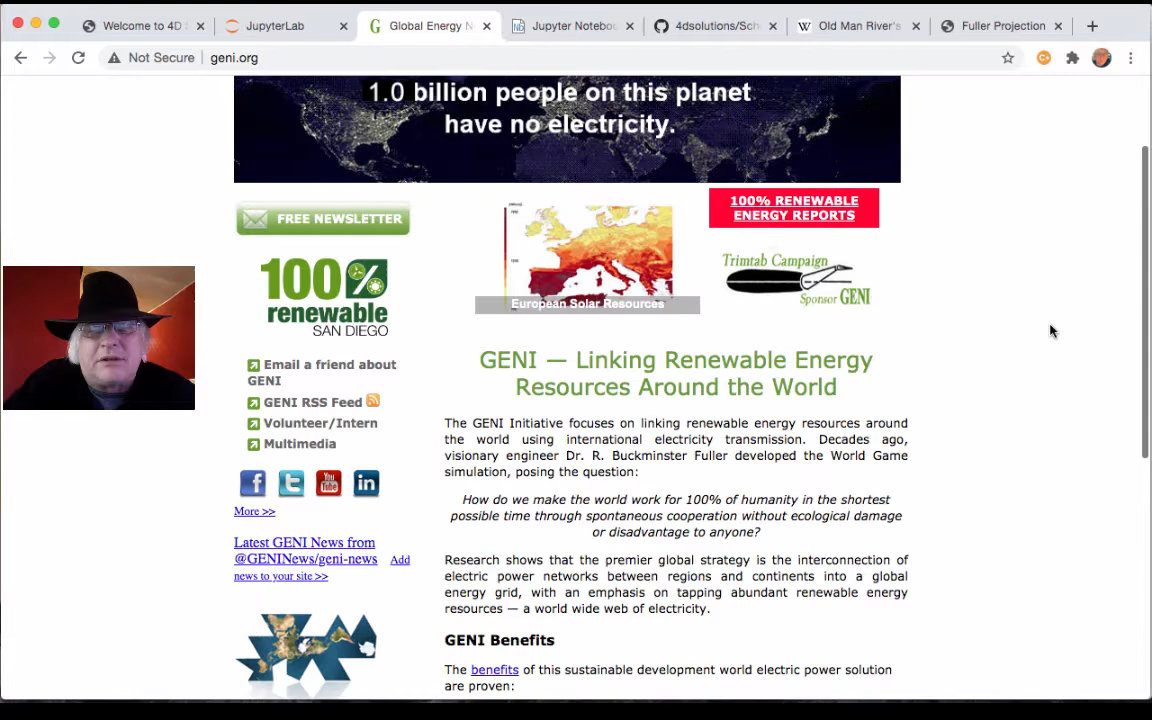 Welcome to 4D S
JupyterLab
Global Energy N
Jupyter Notebo
4dsolutions/Sch
Old Man River's
Fuller Projection
Not Secure
geni.org
1.0 billion people on this planet
have no electricity.
FREE NEWSLETTER
100%
renewable
SAN DIEGO
Email a friend about
GENI
GENI RSS Feed
Volunteer/Intern
Multimedia
More >>
Latest GENI News from
@GENINews/geni-news Add
news to your site >>
European Solar Resources
100% RENEWABLE
ENERGY REPORTS
Trimtab Campaign
Sponsor GENI
GENI — Linking Renewable Energy
Resources Around the World
The GENI Initiative focuses on linking renewable energy resources around
the world using international electricity transmission. Decades ago,
visionary engineer Dr. R. Buckminster Fuller developed the World Game
simulation, posing the question:
How do we make the world work for 100% of humanity in the shortest
possible time through spontaneous cooperation without ecological damage
or disadvantage to anyone?
Research shows that the premier global strategy is the interconnection of
electric power networks between regions and continents into a global
energy grid, with an emphasis on tapping abundant renewable energy
resources — a world wide web of electricity.
GENI Benefits
The benefits of this sustainable development world electric power solution
are proven: